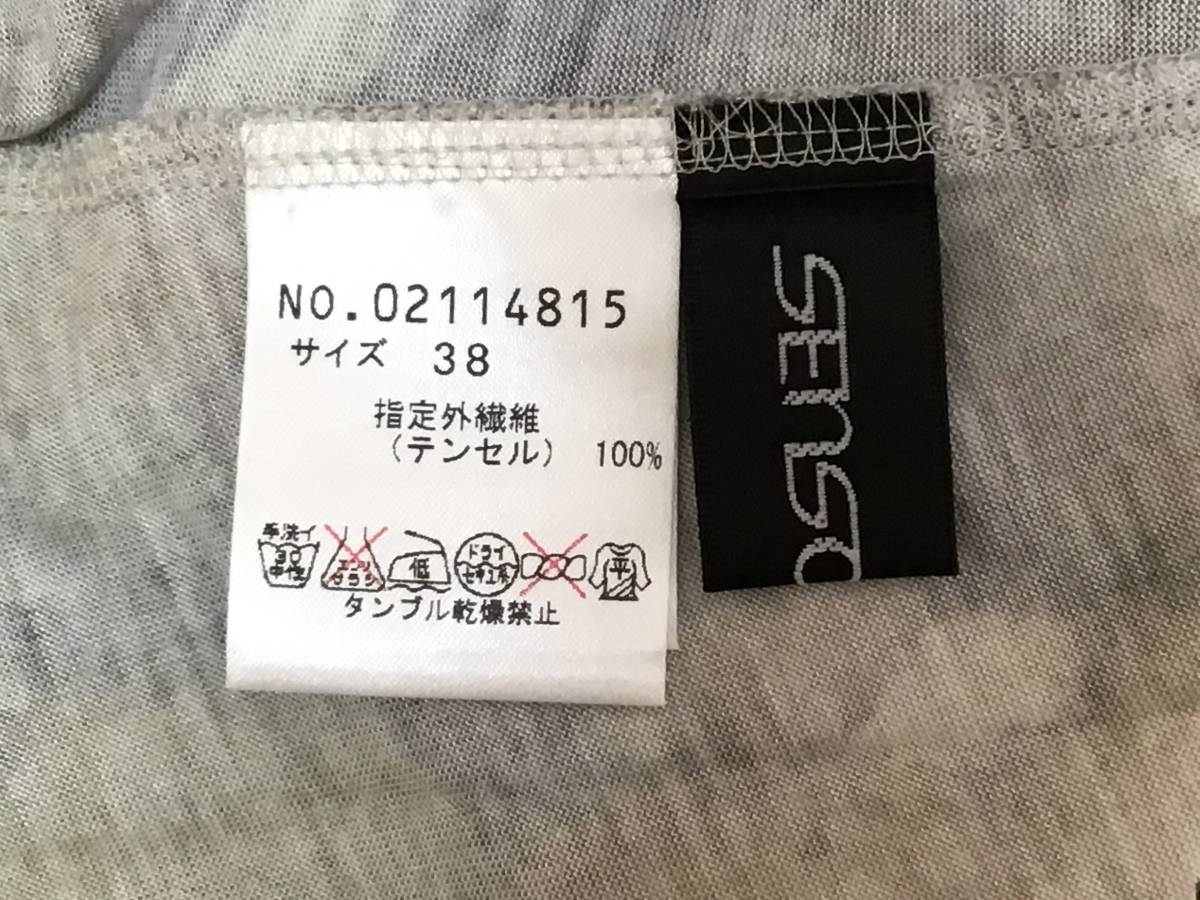 NO.02114815
サイズ 38
指定外繊維
(テンセル) 100%
手洗イ
30
中性
エンソ
サラシ
低
ドライ
セキユ系
平
タンブル乾燥禁止
SENSO